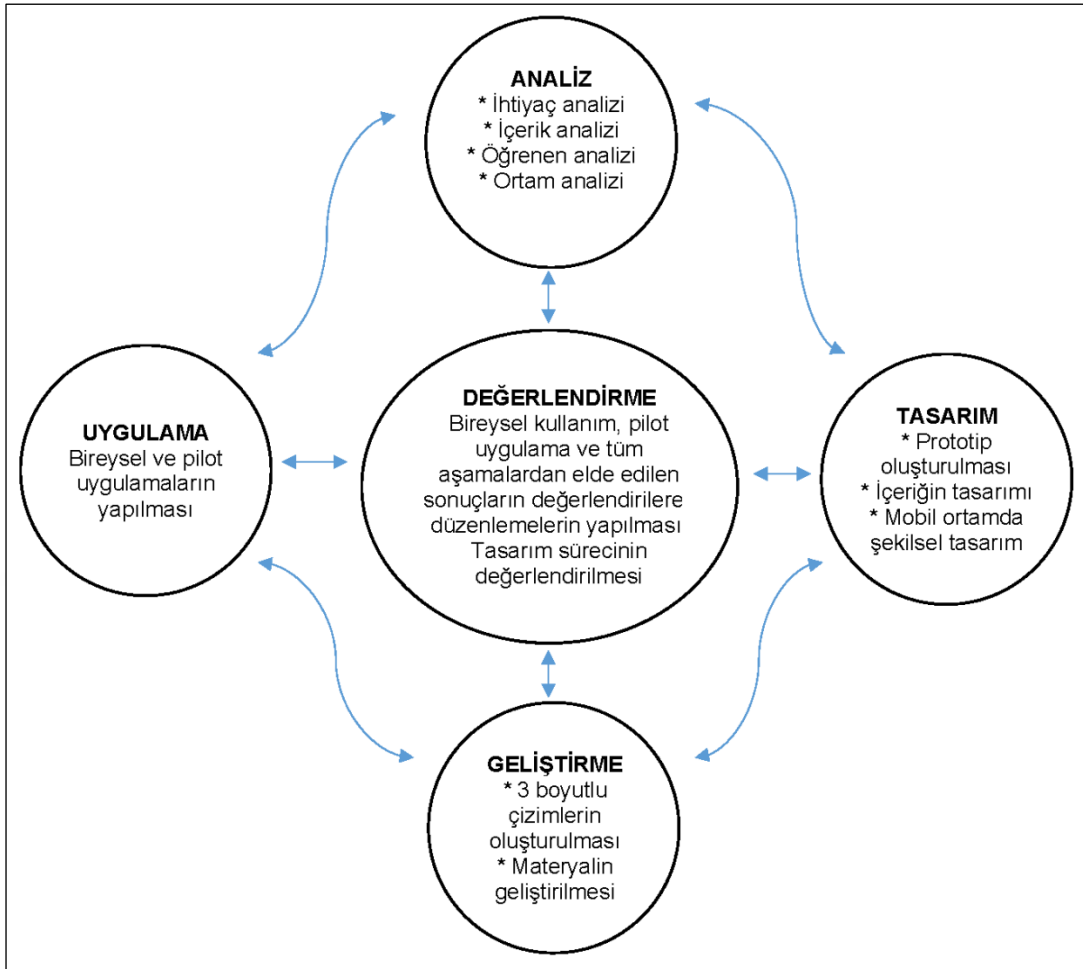 ANALİZ
* İhtiyaç analizi
* İçerik analizi
* Öğrenen analizi
* Ortam analizi
UYGULAMA
Bireysel ve pilot
uygulamaların
yapılması
DEĞERLENDİRME
Bireysel kullanım, pilot
uygulama ve tüm
aşamalardan elde edilen
sonuçların değerlendirilere
düzenlemelerin yapılması
Tasarım sürecinin
değerlendirilmesi
TASARIM
* Prototip
oluşturulması
* İçeriğin tasarımı
* Mobil ortamda
şekilsel tasarım
GELİŞTİRME
* 3 boyutlu
çizimlerin
oluşturulması
* Materyalin
geliştirilmesi